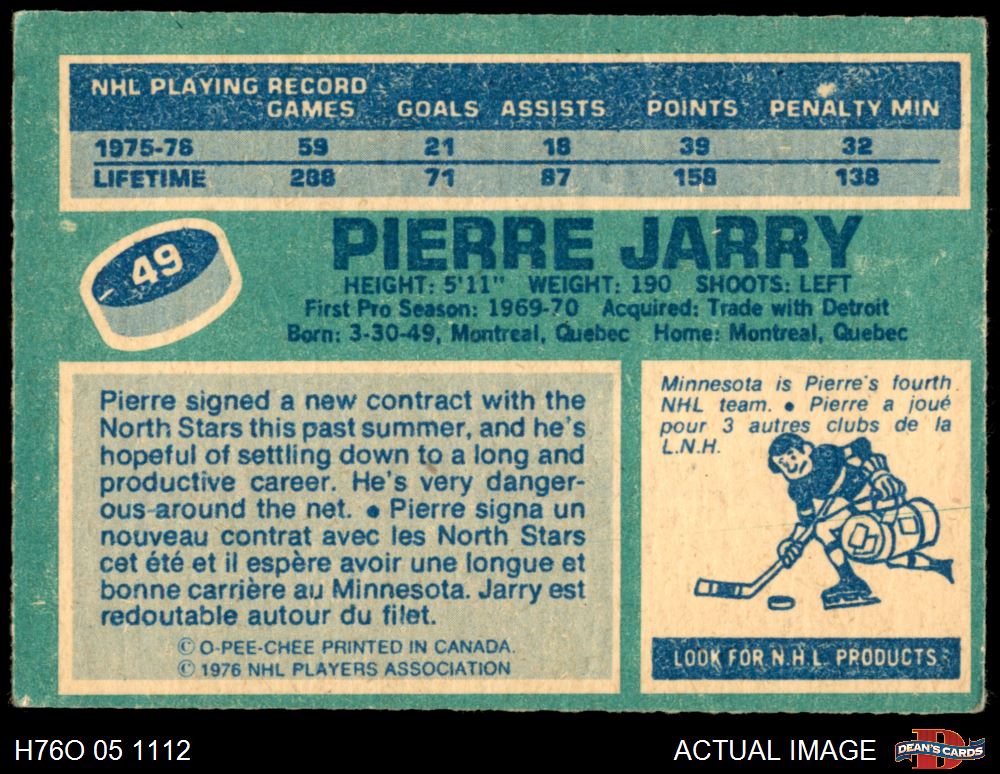 NHL PLAYING RECORD
GAMES GOALS ASSISTS POINTS PENALTY MIN
1975-76 59 21 18 39 32
LIFETIME 288 71 87 158 138
49
PIERRE JARRY
HEIGHT: 5'11" WEIGHT: 190 SHOOTS: LEFT
First Pro Season: 1969-70 Acquired: Trade with Detroit
Born: 3-30-49, Montreal, Quebec Home: Montreal, Quebec
Pierre signed a new contract with the
North Stars this past summer, and he's
hopeful of settling down to a long and
productive career. He's very danger-
ous around the net. • Pierre signa un
nouveau contrat avec les North Stars
cet été et il espère avoir une longue et
bonne carrière au Minnesota. Jarry est
redoutable autour du filet.
© O-PEE-CHEE PRINTED IN CANADA.
© 1976 NHL PLAYERS ASSOCIATION
Minnesota is Pierre's fourth
NHL team. • Pierre a joué
pour 3 autres clubs de la
L.N.H.
LOOK FOR N.H.L. PRODUCTS
H76O 05 1112
ACTUAL IMAGE
DEAN'S CARDS